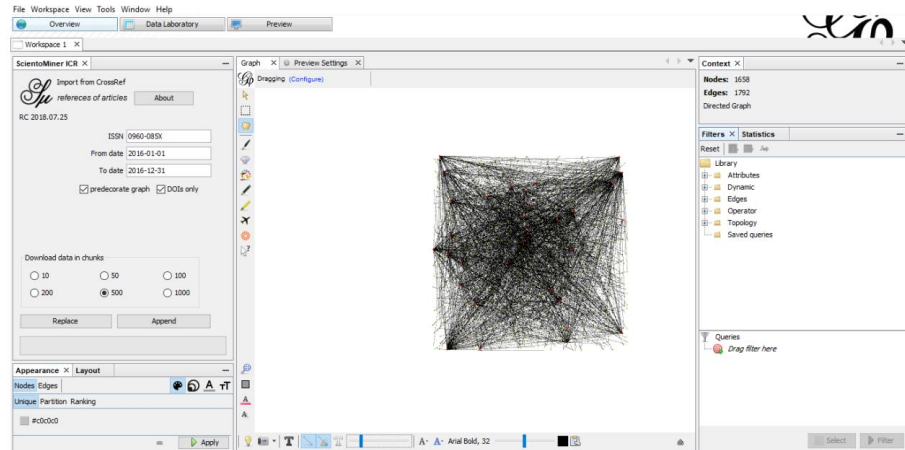 File Workspace View Tools Window Help
Overview
Data Laboratory
Preview
Workspace 1 ×
ScientoMiner ICR ×
Import from CrossRef
refereces of articles
About
RC 2018.07.25
ISSN 0960-085X
From date 2016-01-01
To date 2016-12-31
predecorate graph
DOIs only
Download data in chunks
10
50
100
200
500
1000
Replace
Append
Appearance ×
Layout
Nodes Edges
Unique Partition Ranking
#c0c0c0
Apply
Graph ×
Preview Settings ×
Dragging (Configure)
A- A- Arial Bold, 32
Context ×
Nodes: 1658
Edges: 1792
Directed Graph
Filters ×
Statistics
Reset
Library
Attributes
Dynamic
Edges
Operator
Topology
Saved queries
Queries
Drag filter here
Select
Filter